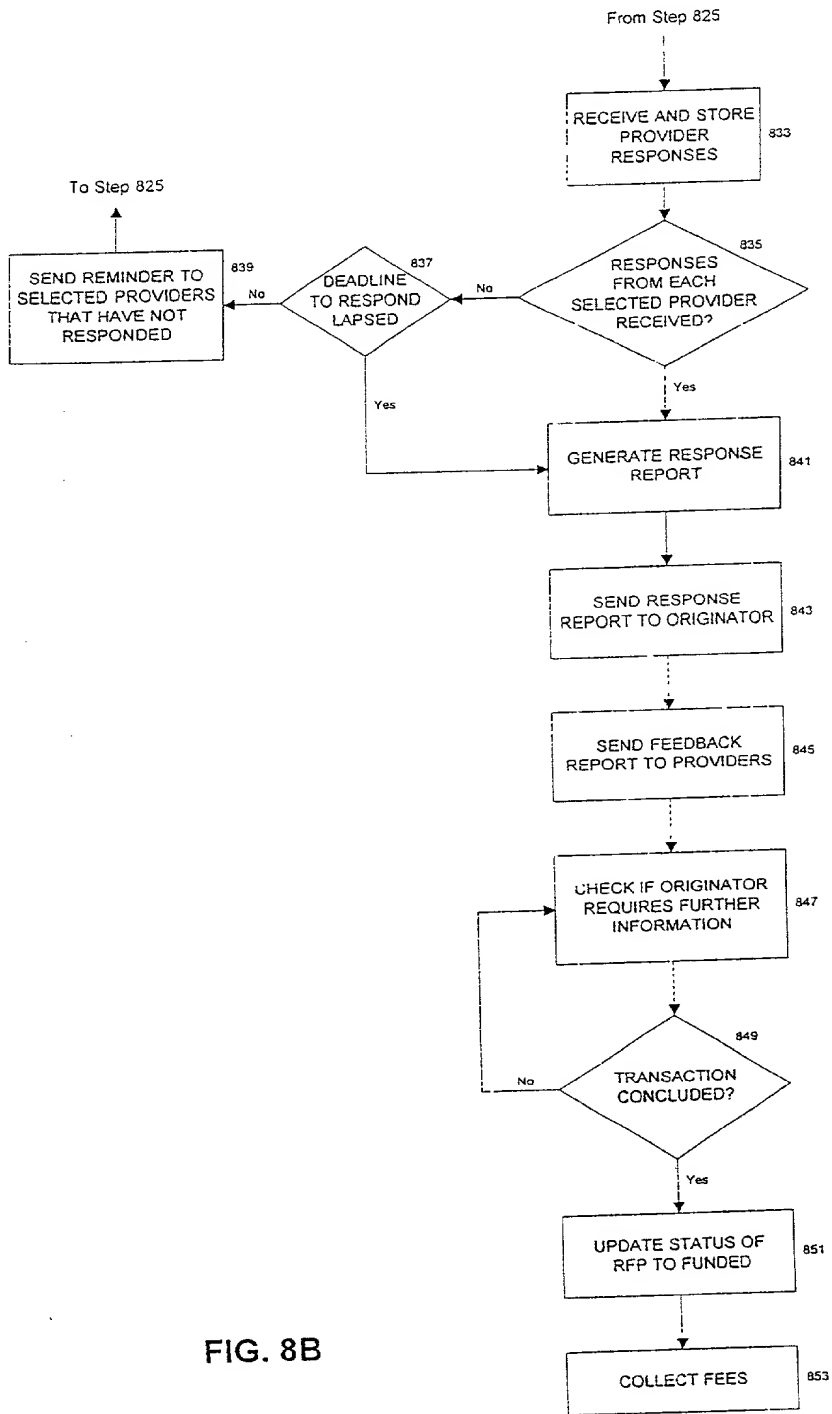 From Step 825
RECEIVE AND STORE
PROVIDER
RESPONSES
833
To Step 825
835
RESPONSES
FROM EACH
SELECTED PROVIDER
RECEIVED?
No
837
DEADLINE
TO RESPOND
LAPSED
No
839
SEND REMINDER TO
SELECTED PROVIDERS
THAT HAVE NOT
RESPONDED
Yes
Yes
GENERATE RESPONSE
REPORT
841
SEND RESPONSE
REPORT TO ORIGINATOR
843
SEND FEEDBACK
REPORT TO PROVIDERS
845
CHECK IF ORIGINATOR
REQUIRES FURTHER
INFORMATION
847
849
TRANSACTION
CONCLUDED?
No
Yes
UPDATE STATUS OF
RFP TO FUNDED
851
COLLECT FEES
853
FIG. 8B